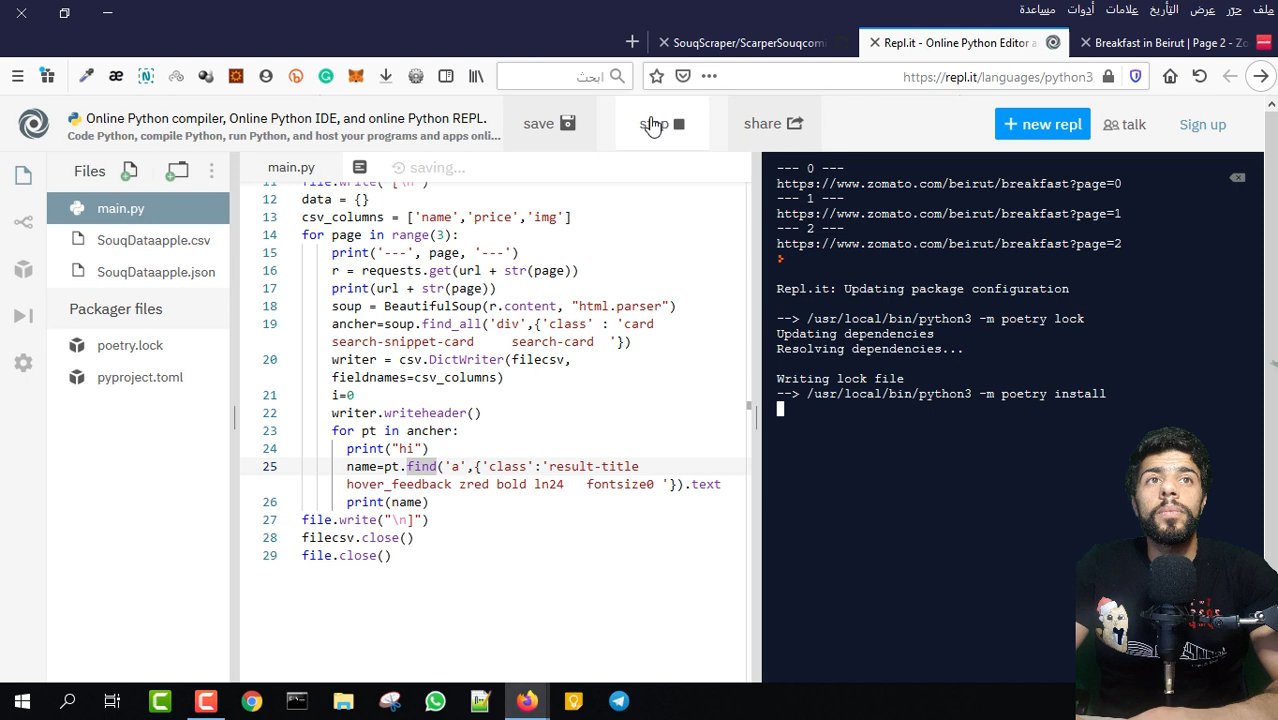 ملف حرّر عرض التأريخ علامات أدوات مساعدة
SouqScraper/ScarperSouqcomi
Repl.it - Online Python Editor a
Breakfast in Beirut | Page 2 - Zo
ابحث
https://repl.it/languages/python3
Online Python compiler, Online Python IDE, and online Python REPL.
Code Python, compile Python, run Python, and host your programs and apps onli...
save
share
+ new repl
talk
Sign up
Files
main.py
SouqDataapple.csv
SouqDataapple.json
Packager files
poetry.lock
pyproject.toml
main.py
saving...
12 data = {}
13 csv_columns = ['name','price','img']
14 for page in range(3):
15 print('---', page, '---')
16 r = requests.get(url + str(page))
17 print(url + str(page))
18 soup = BeautifulSoup(r.content, "html.parser")
19 ancher=soup.find_all('div',{'class' : 'card
search-snippet-card search-card '})
20 writer = csv.DictWriter(filecsv,
fieldnames=csv_columns)
21 i=0
22 writer.writeheader()
23 for pt in ancher:
24 print("hi")
25 name=pt.find('a',{'class':'result-title
hover_feedback zred bold ln24 fontsize0 '}).text
26 print(name)
27 file.write("\n]")
28 filecsv.close()
29 file.close()
--- 0 ---
https://www.zomato.com/beirut/breakfast?page=0
--- 1 ---
https://www.zomato.com/beirut/breakfast?page=1
--- 2 ---
https://www.zomato.com/beirut/breakfast?page=2
Repl.it: Updating package configuration
--> /usr/local/bin/python3 -m poetry lock
Updating dependencies
Resolving dependencies...
Writing lock file
--> /usr/local/bin/python3 -m poetry install